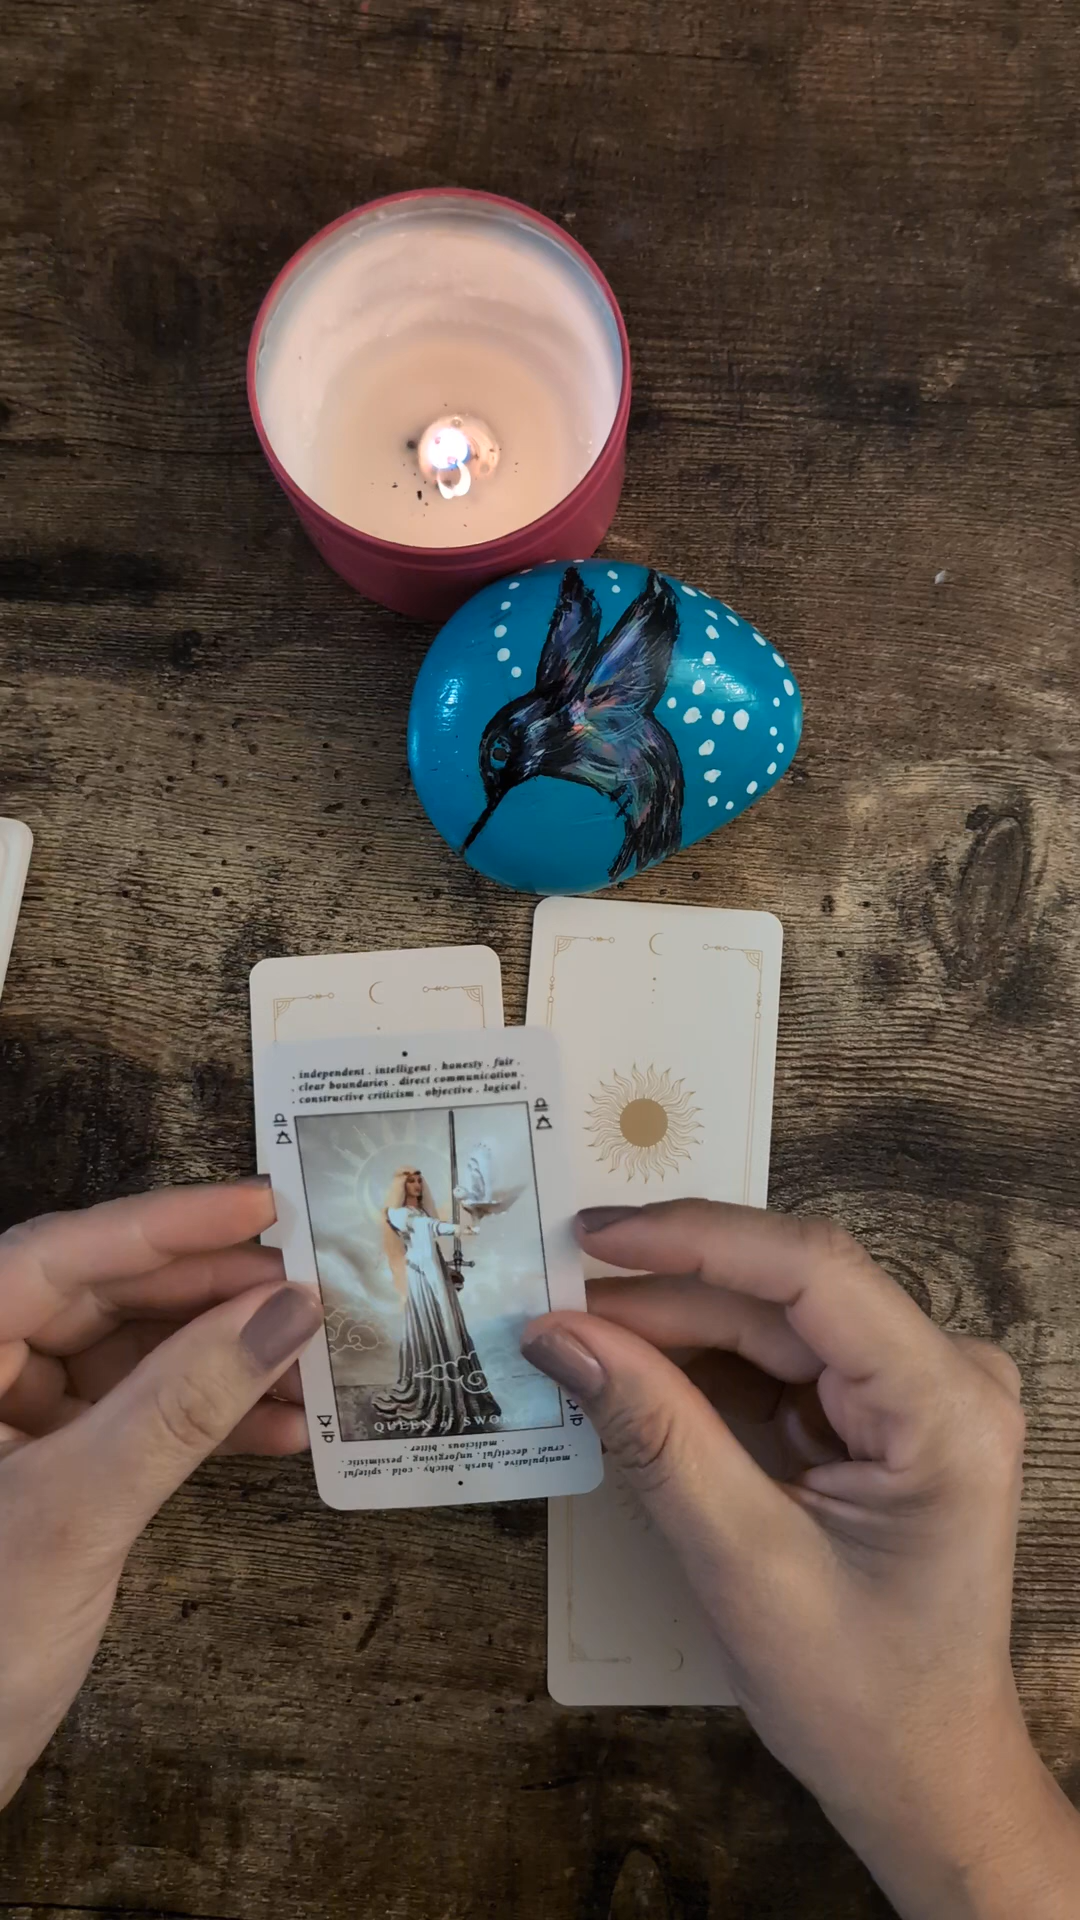 . independent . intelligent . honesty . fair .
. clear boundaries . direct communication .
. constructive criticism . objective . logical .
QUEEN of SWORDS
. manipulative . harsh . bitchy . cold . spiteful .
. cruel . deceitful . unforgiving . pessimistic .
. malicious . bitter .